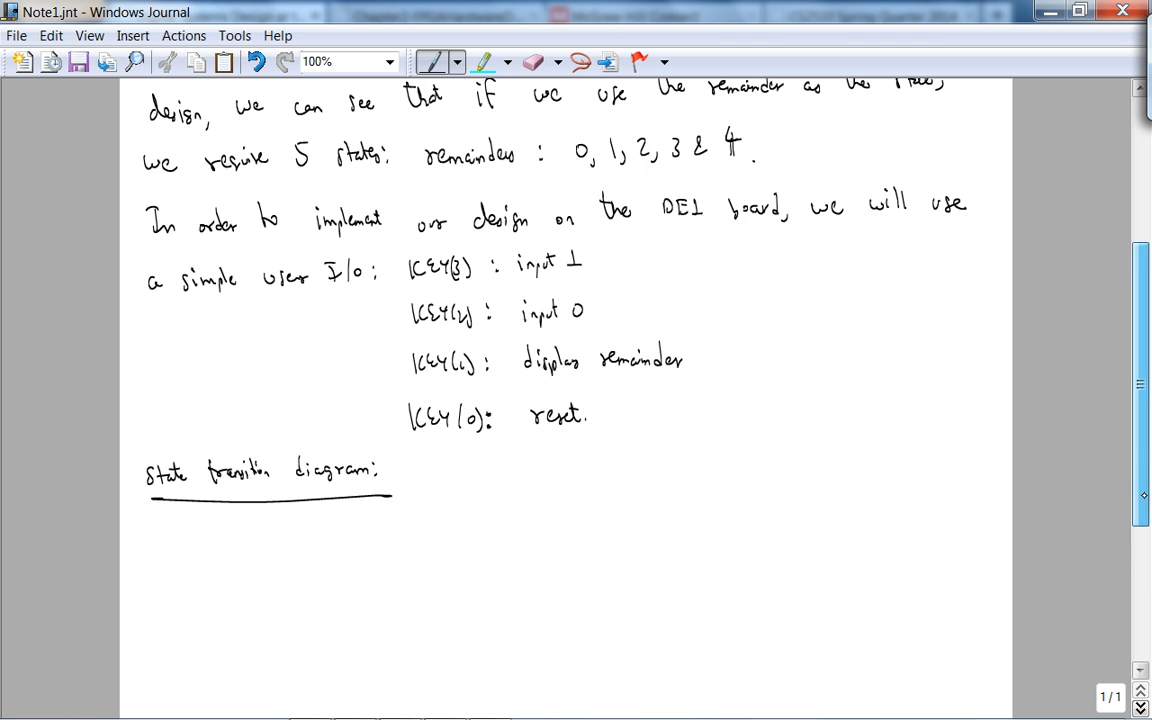 Note1.jnt - Windows Journal
File Edit View Insert Actions Tools Help
100%
design, we can see that if we use the remainder as the states,
we require 5 states: remainders : 0, 1, 2, 3 & 4.
In order to implement our design on the DE1 board, we will use
a simple user I/O: KEY(3) : input 1
KEY(2) : input 0
KEY(1) : display remainder
KEY(0): reset.
State transition diagram:
1 / 1